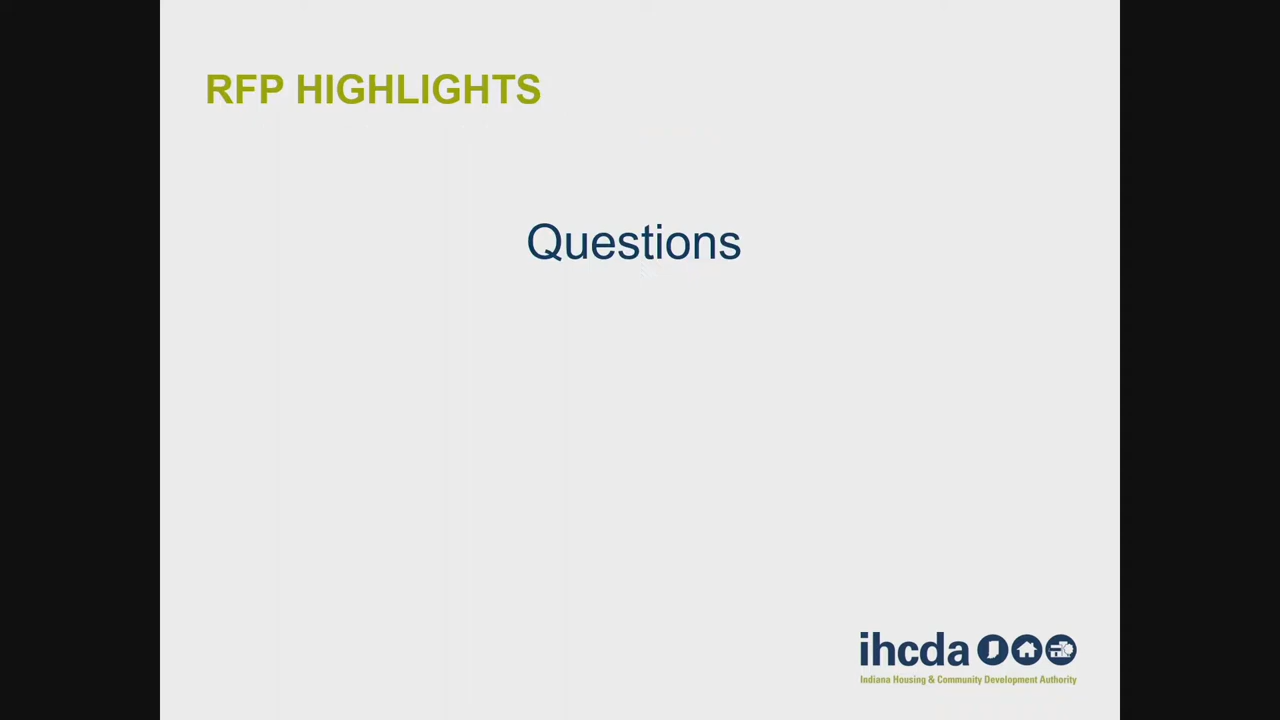 RFP HIGHLIGHTS
Questions
ihcda
Indiana Housing & Community Development Authority